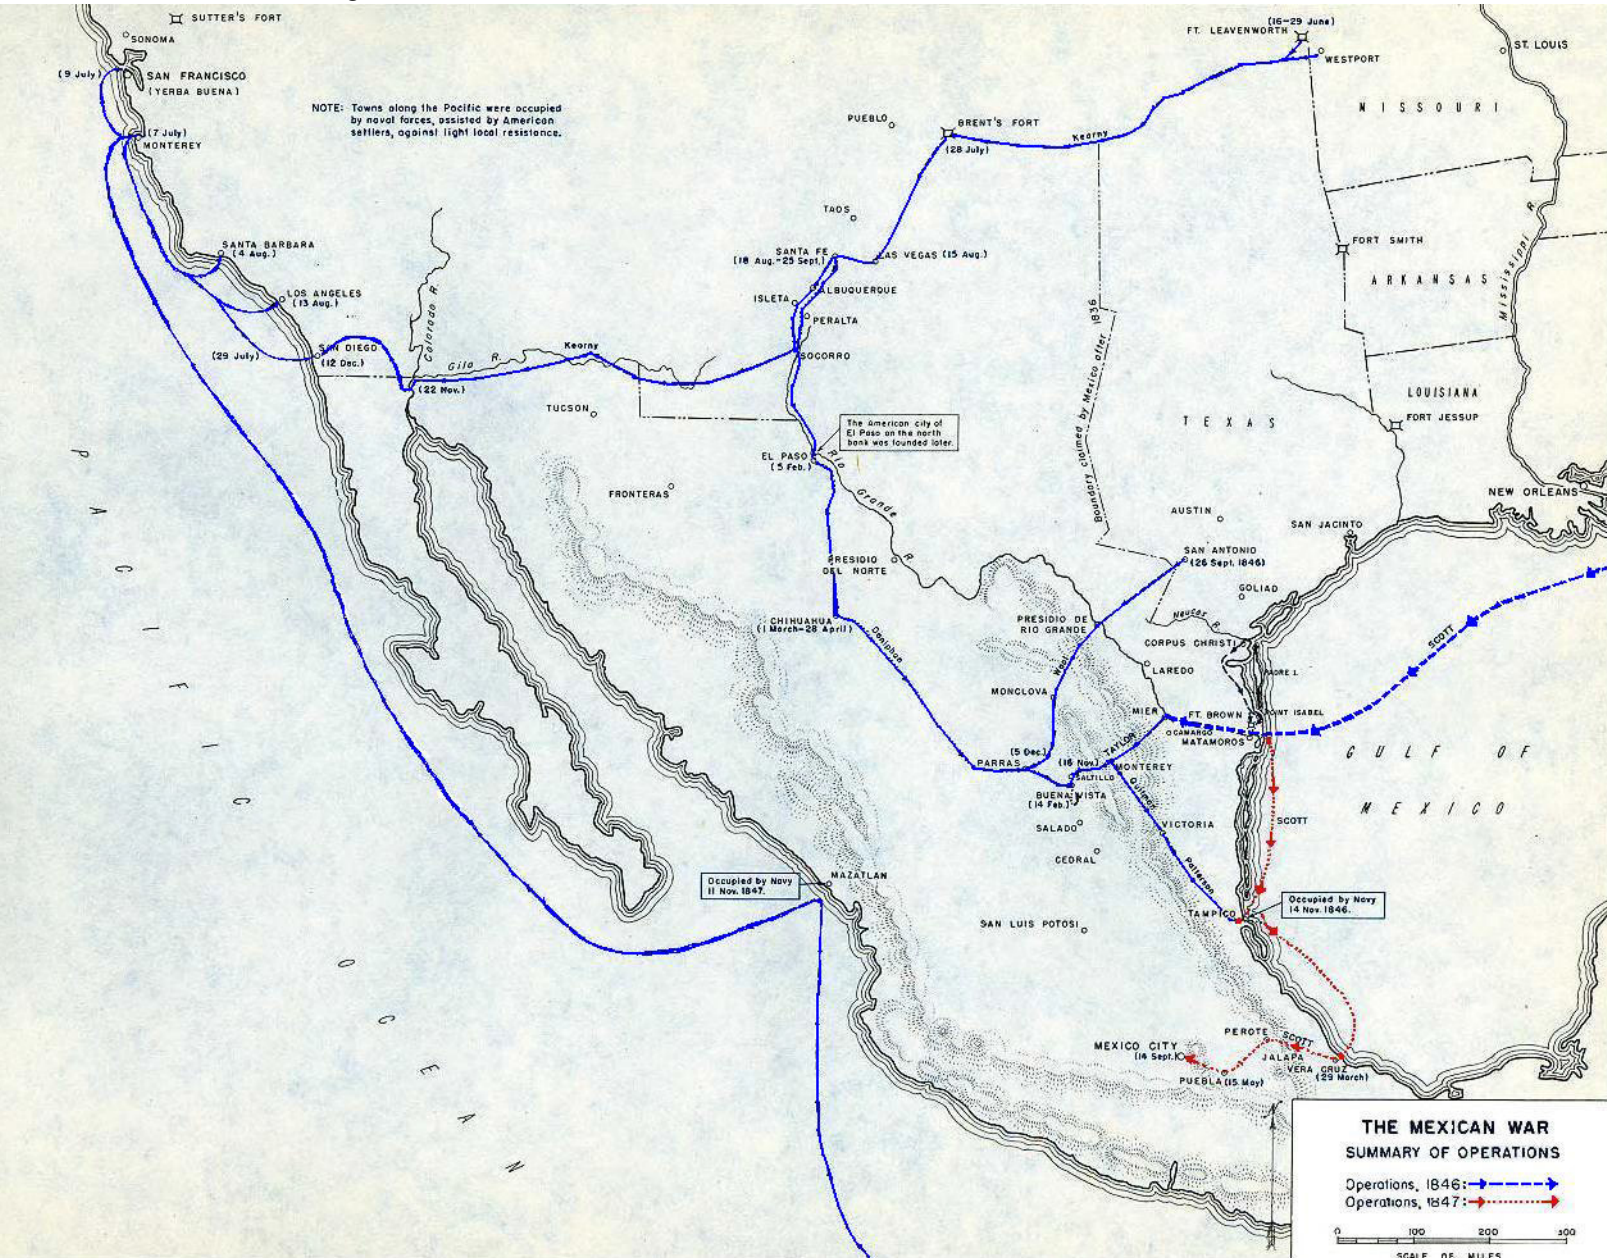 SUTTER'S FORT
SONOMA
(9 July)
SAN FRANCISCO
(YERBA BUENA)
(7 July)
MONTEREY
NOTE: Towns along the Pacific were occupied
by naval forces, assisted by American
settlers, against light local resistance.
(16-29 June)
FT. LEAVENWORTH
WESTPORT
ST. LOUIS
MISSOURI
PUEBLO
BRENT'S FORT
(28 July)
Kearny
TAOS
SANTA FE
(18 Aug.-25 Sept.)
LAS VEGAS (15 Aug.)
FORT SMITH
ARKANSAS
Mississippi R.
SANTA BARBARA
(4 Aug.)
LOS ANGELES
(13 Aug.)
ISLETA
ALBUQUERQUE
PERALTA
SOCORRO
Colorado R.
(29 July)
SAN DIEGO
(12 Dec.)
Gila R.
Kearny
(22 Nov.)
TUCSON
Boundary claimed by Mexico after 1836
TEXAS
LOUISIANA
FORT JESSUP
The American city of
El Paso on the north
bank was founded later.
EL PASO
(5 Feb.)
Rio Grande R.
FRONTERAS
NEW ORLEANS
AUSTIN
SAN JACINTO
SAN ANTONIO
(26 Sept. 1846)
PRESIDIO
DEL NORTE
GOLIAD
CHIHUAHUA
(1 March-28 April)
Doniphan
PRESIDIO DE
RIO GRANDE
Nueces R.
CORPUS CHRISTI
SCOTT
Wool
LAREDO
PADRE I.
MONCLOVA
MIER
FT. BROWN
POINT ISABEL
CAMARGO
MATAMOROS
TAYLOR
(5 Dec.)
PARRAS
(16 Nov.)
MONTEREY
SALTILLO
BUENA VISTA
(14 Feb.)
Quitman
GULF OF
MEXICO
SALADO
VICTORIA
SCOTT
CEDRAL
Patterson
Occupied by Navy
11 Nov. 1847.
MAZATLAN
TAMPICO
Occupied by Navy
14 Nov. 1846.
SAN LUIS POTOSI
PACIFIC OCEAN
PEROTE
SCOTT
MEXICO CITY
(14 Sept.)
JALAPA
VERA CRUZ
(29 March)
PUEBLA (15 May)
THE MEXICAN WAR
SUMMARY OF OPERATIONS
Operations, 1846:
Operations, 1847:
0 100 200 300
SCALE OF MILES